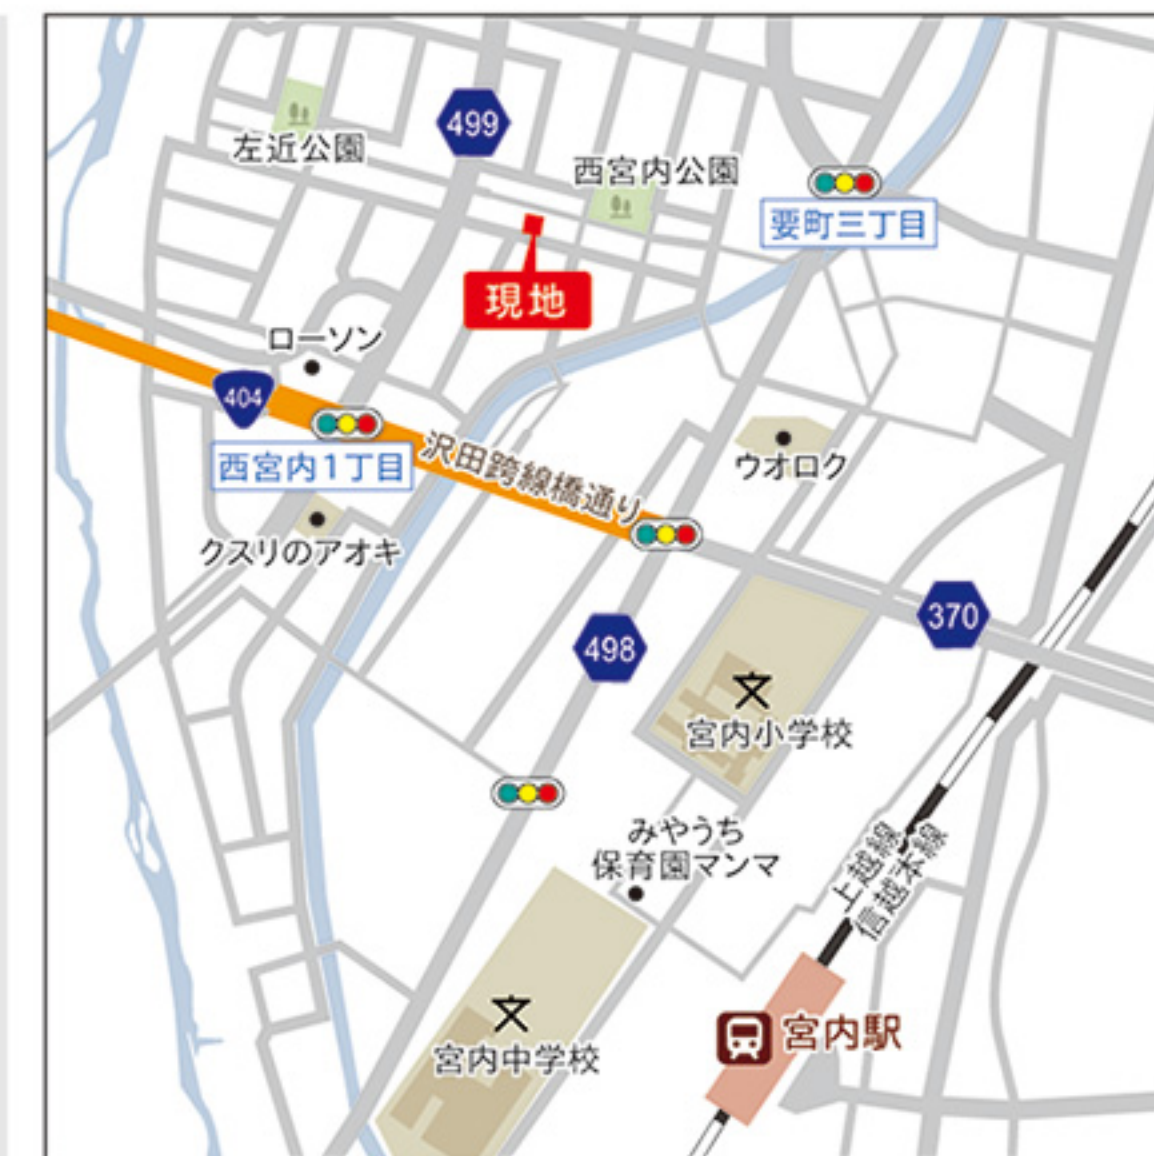 499
左近公園
西宮内公園
要町三丁目
現地
ローソン
404
西宮内1丁目
沢田跨線橋通り
ウオロク
クスリのアオキ
370
498
宮内小学校
みやうち
保育園マンマ
上越線
信越本線
宮内中学校
宮内駅